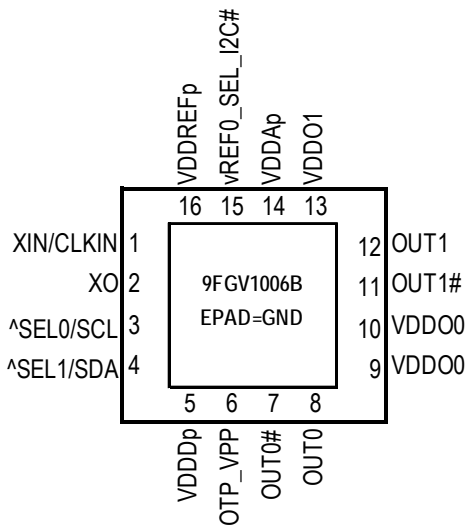 VDDREFp
vREF0_SEL_I2C#
VDDAp
VDDO1
16 15 14 13
XIN/CLKIN 1
XO 2
^SEL0/SCL 3
^SEL1/SDA 4
9FGV1006B
EPAD=GND
12 OUT1
11 OUT1#
10 VDDO0
9 VDDO0
5 6 7 8
VDDDp
OTP_VPP
OUT0#
OUT0